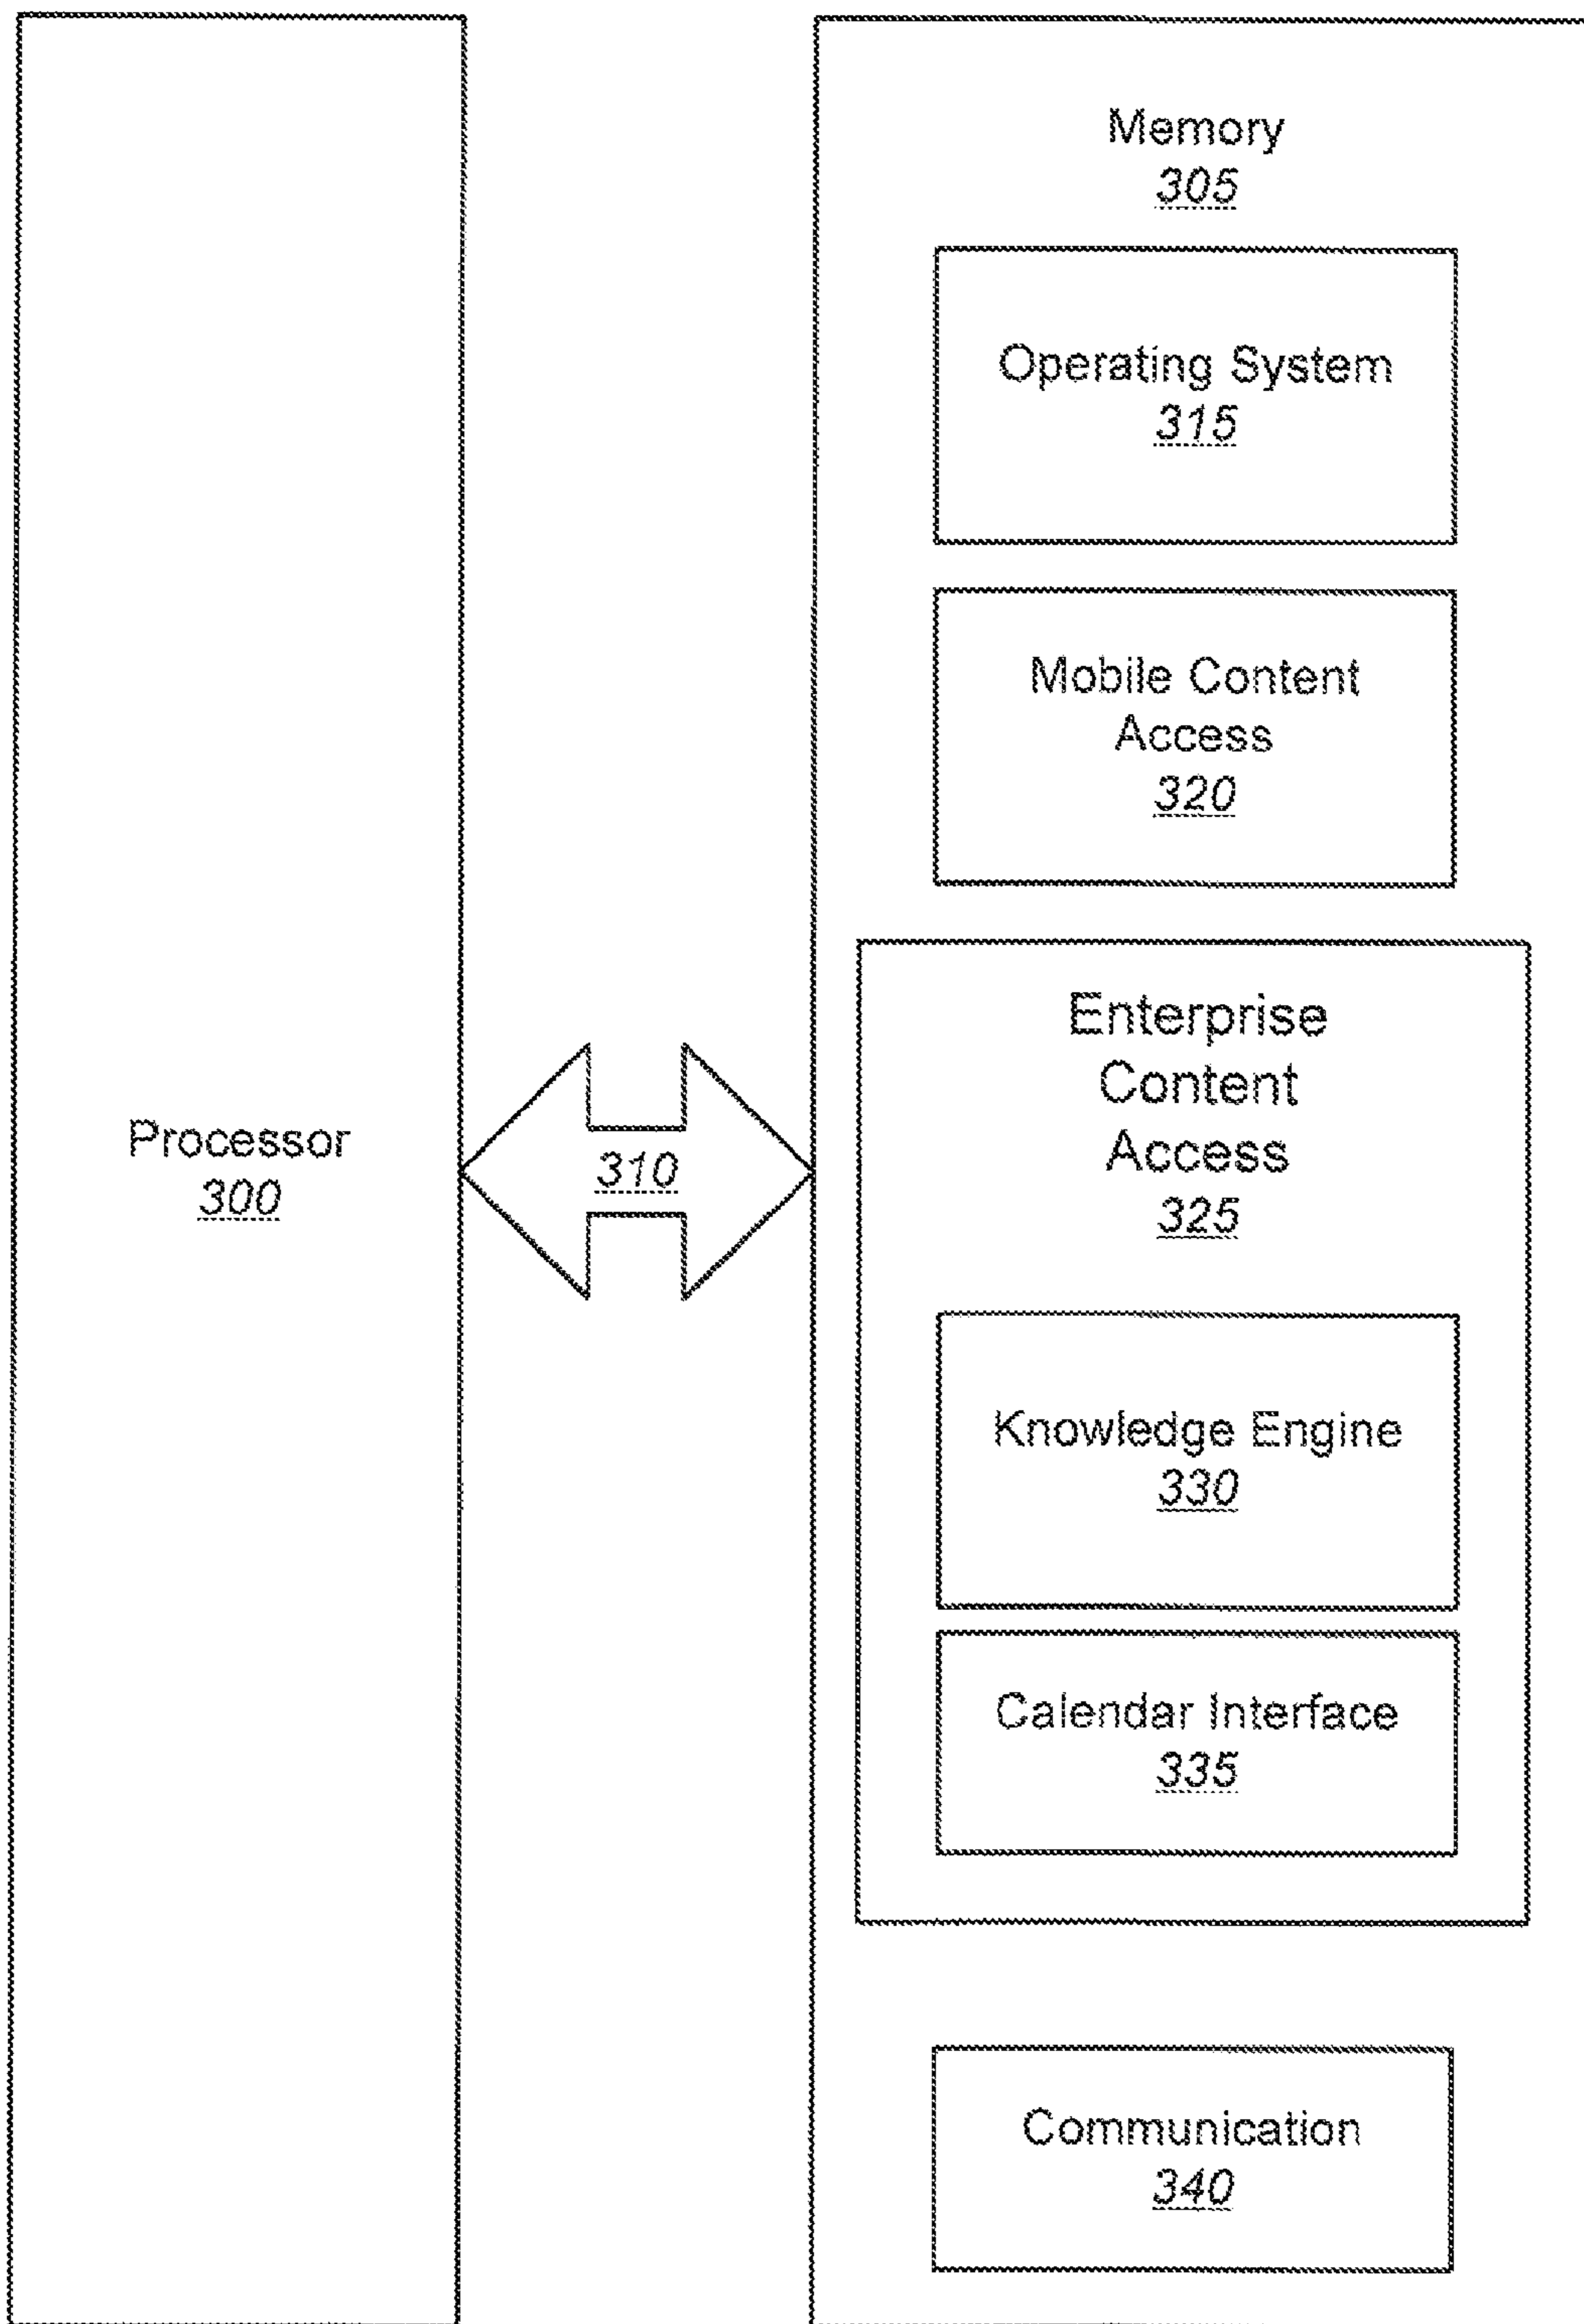 Memory
305
Operating System
315
Mobile Content
Access
320
Enterprise
Content
Access
325
Processor
300
310
Knowledge Engine
330
Calendar Interface
335
Communication
340